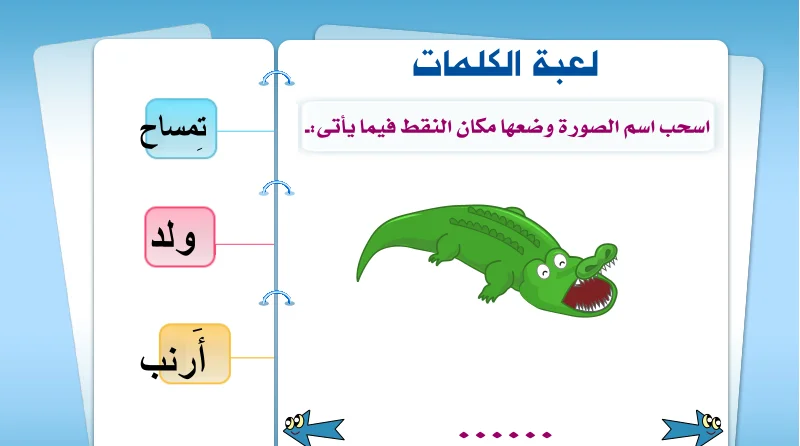 لعبة الكلمات
اسحب اسم الصورة وضعها مكان النقط فيما يأتى :ـ
تِمساح
ولد
أَرنب